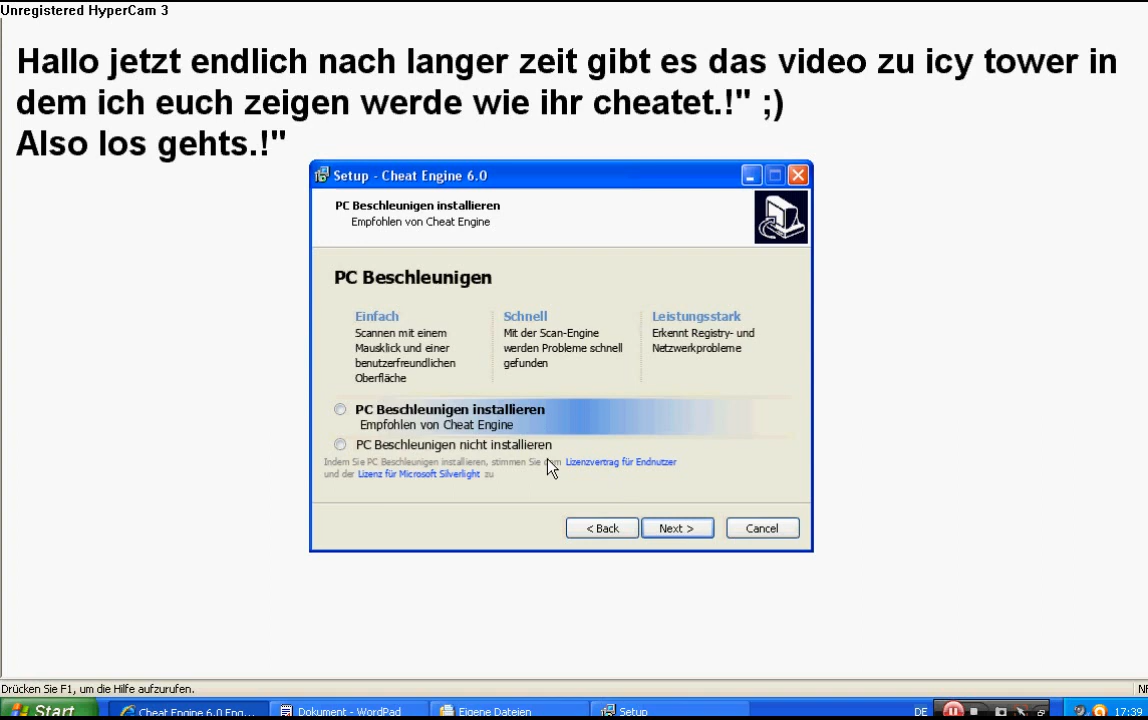 Unregistered HyperCam 3
Hallo jetzt endlich nach langer zeit gibt es das video zu icy tower in
dem ich euch zeigen werde wie ihr cheatet.!" ;)
Also los gehts.!"
Setup - Cheat Engine 6.0
PC Beschleunigen installieren
Empfohlen von Cheat Engine
PC Beschleunigen
Einfach
Scannen mit einem
Mausklick und einer
benutzerfreundlichen
Oberfläche
Schnell
Mit der Scan-Engine
werden Probleme schnell
gefunden
Leistungsstark
Erkennt Registry- und
Netzwerkprobleme
PC Beschleunigen installieren
Empfohlen von Cheat Engine
PC Beschleunigen nicht installieren
Indem Sie PC Beschleunigen installieren, stimmen Sie dem Lizenzvertrag für Endnutzer
und der Lizenz für Microsoft Silverlight zu
< Back Next > Cancel
Drücken Sie F1, um die Hilfe aufzurufen.
Start Cheat Engine 6.0 Eng... Dokument - WordPad Eigene Dateien Setup DE 17:39